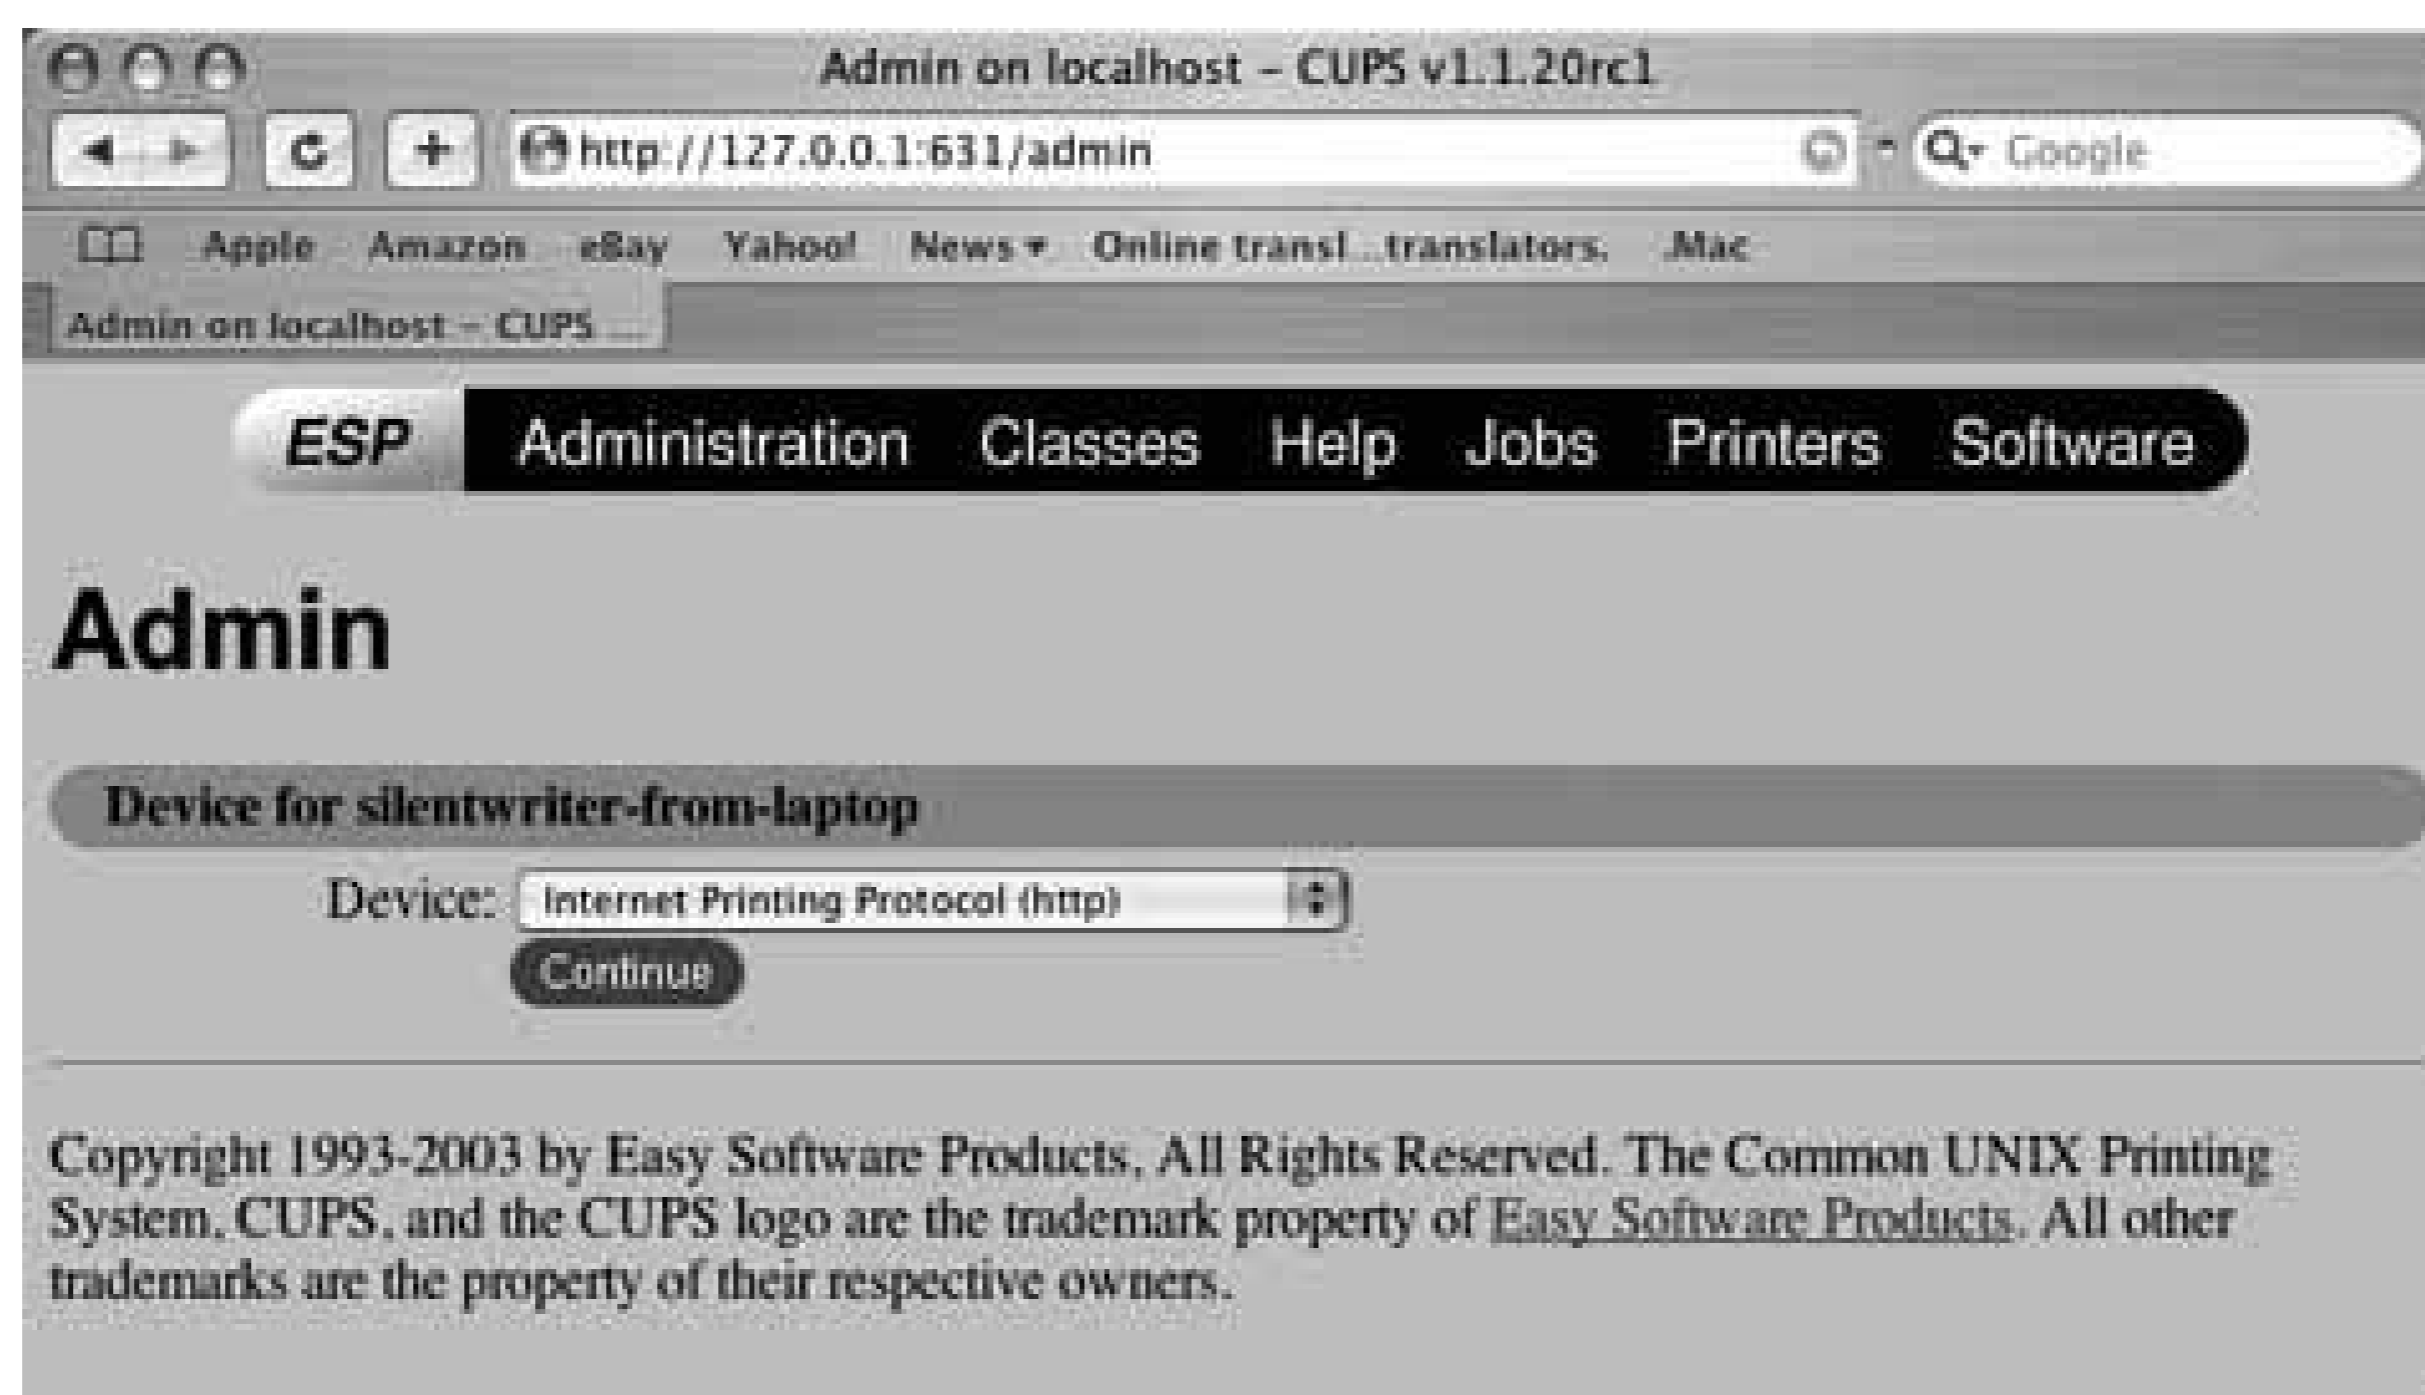 Admin on localhost – CUPS v1.1.20rc1
http://127.0.0.1:631/admin Google
Apple Amazon eBay Yahoo! News Online transl...translators. .Mac
Admin on localhost – CUPS ...
ESP Administration Classes Help Jobs Printers Software
Admin
Device for silentwriter-from-laptop
Device: Internet Printing Protocol (http)
Continue
Copyright 1993-2003 by Easy Software Products, All Rights Reserved. The Common UNIX Printing
System, CUPS, and the CUPS logo are the trademark property of Easy Software Products. All other
trademarks are the property of their respective owners.